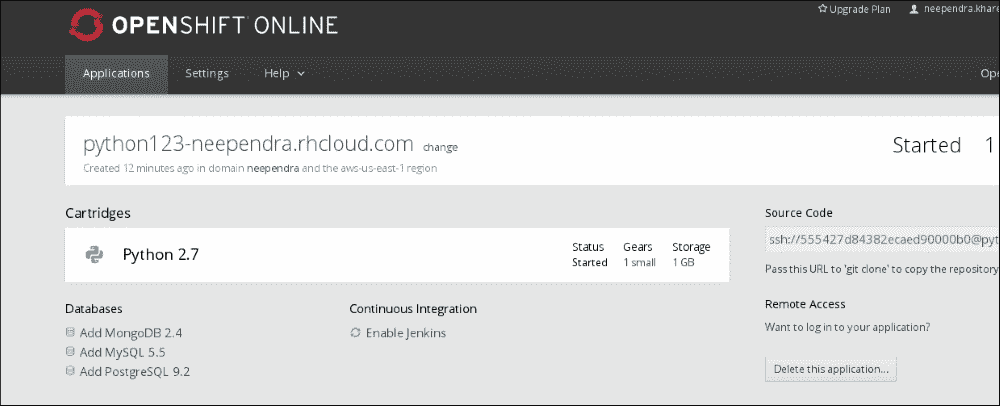 Upgrade Plan
neependra.khare
OPENSHIFT ONLINE
Applications Settings Help
python123-neependra.rhcloud.com change
Started 1
Created 12 minutes ago in domain neependra and the aws-us-east-1 region
Cartridges
Python 2.7
Status Gears Storage
Started 1 small 1 GB
Databases
Add MongoDB 2.4
Add MySQL 5.5
Add PostgreSQL 9.2
Continuous Integration
Enable Jenkins
Source Code
ssh://555427d84382ecaed90000b0@pyt
Pass this URL to 'git clone' to copy the repository
Remote Access
Want to log in to your application?
Delete this application...